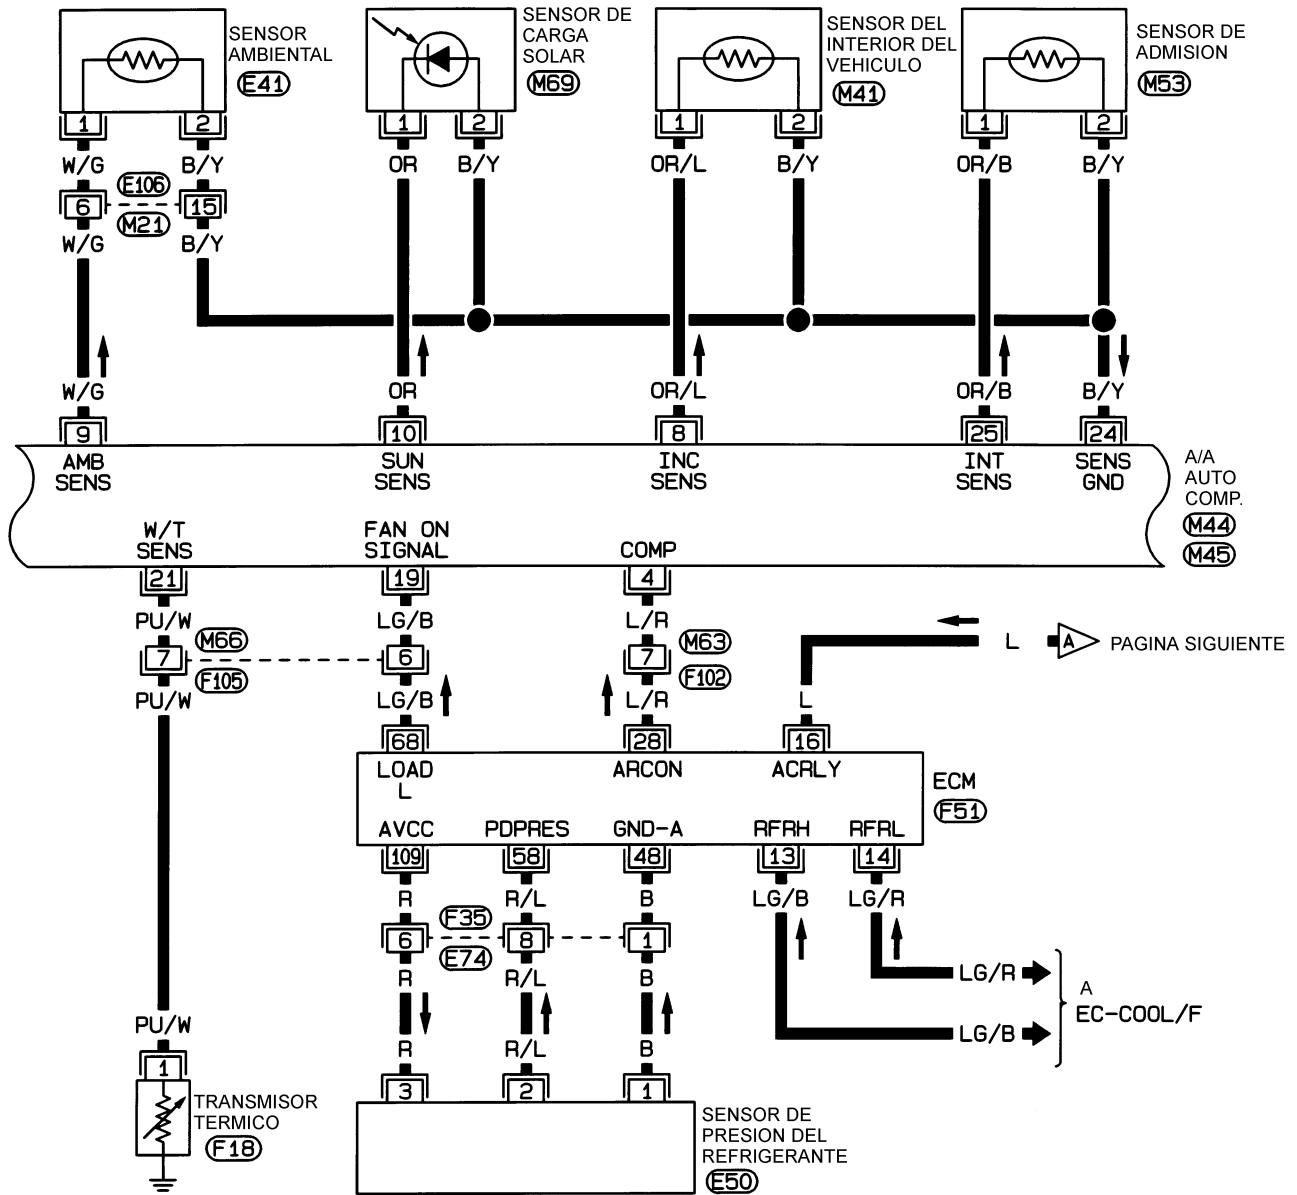 SENSOR
AMBIENTAL
E41
SENSOR DE
CARGA
SOLAR
M69
SENSOR DEL
INTERIOR DEL
VEHICULO
M41
SENSOR DE
ADMISION
M53
1 2 1 2 1 2 1 2
W/G B/Y OR B/Y OR/L B/Y OR/B B/Y
E106
6 15
M21
W/G B/Y
W/G OR OR/L OR/B B/Y
9 10 8 25 24
AMB
SENS
SUN
SENS
INC
SENS
INT
SENS
SENS
GND
A/A
AUTO
COMP.
M44
M45
W/T
SENS
FAN ON
SIGNAL
COMP
21 19 4
PU/W LG/B L/R
M66
7 6
F105
M63
7
F102
L A PAGINA SIGUIENTE
PU/W LG/B L/R L
68 28 16
LOAD
L
ARCON
ACRLY
ECM
F51
AVCC PDPRES GND-A RFRH RFRL
109 58 48 13 14
R R/L B LG/B LG/R
F35
6 8 1
E74
R R/L B
LG/R
LG/B
A
EC-COOL/F
PU/W
R R/L B
1
3 2 1
TRANSMISOR
TERMICO
F18
SENSOR DE
PRESION DEL
REFRIGERANTE
E50